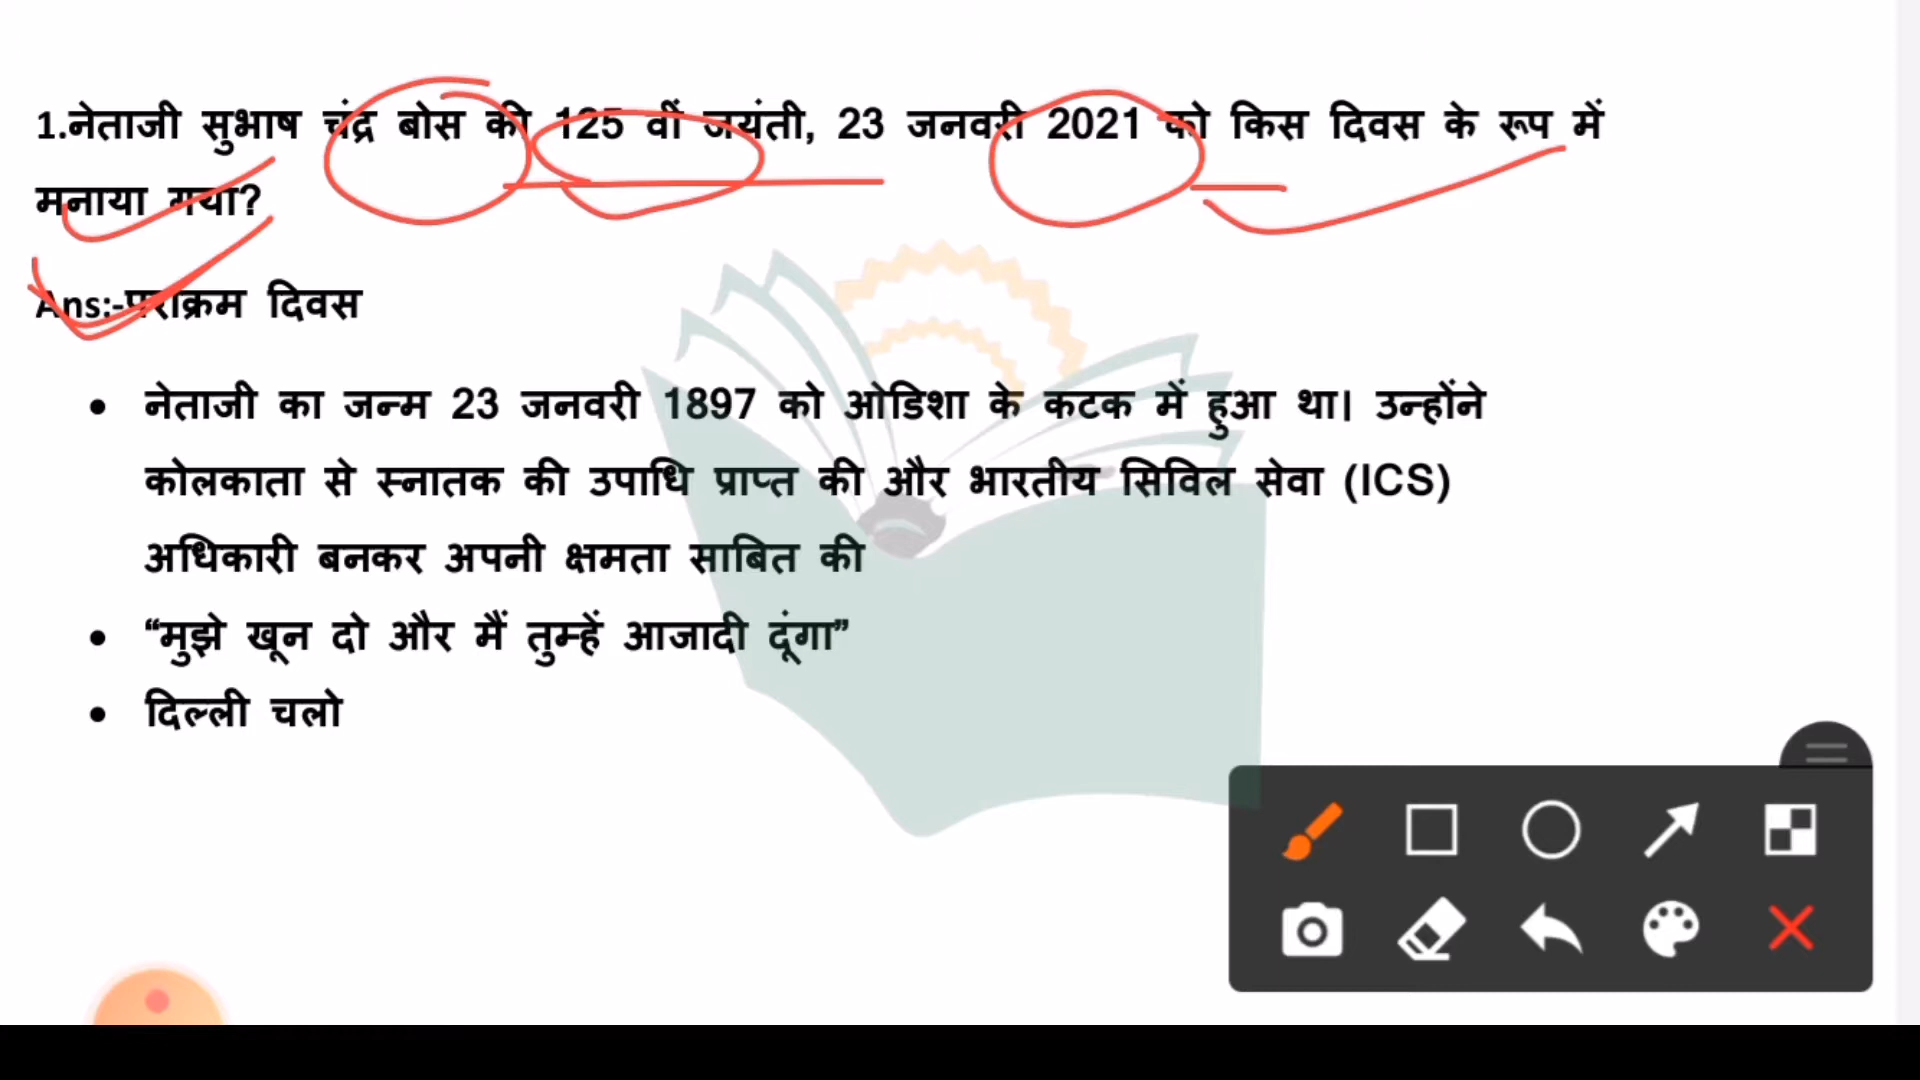 1.नेताजी सुभाष चंद्र बोस की 125 वीं जयंती, 23 जनवरी 2021 को किस दिवस के रूप में
मनाया गया?
Ans:-पराक्रम दिवस
• नेताजी का जन्म 23 जनवरी 1897 को ओडिशा के कटक में हुआ था। उन्होंने
कोलकाता से स्नातक की उपाधि प्राप्त की और भारतीय सिविल सेवा (ICS)
अधिकारी बनकर अपनी क्षमता साबित की
• “मुझे खून दो और मैं तुम्हें आजादी दूंगा”
• दिल्ली चलो